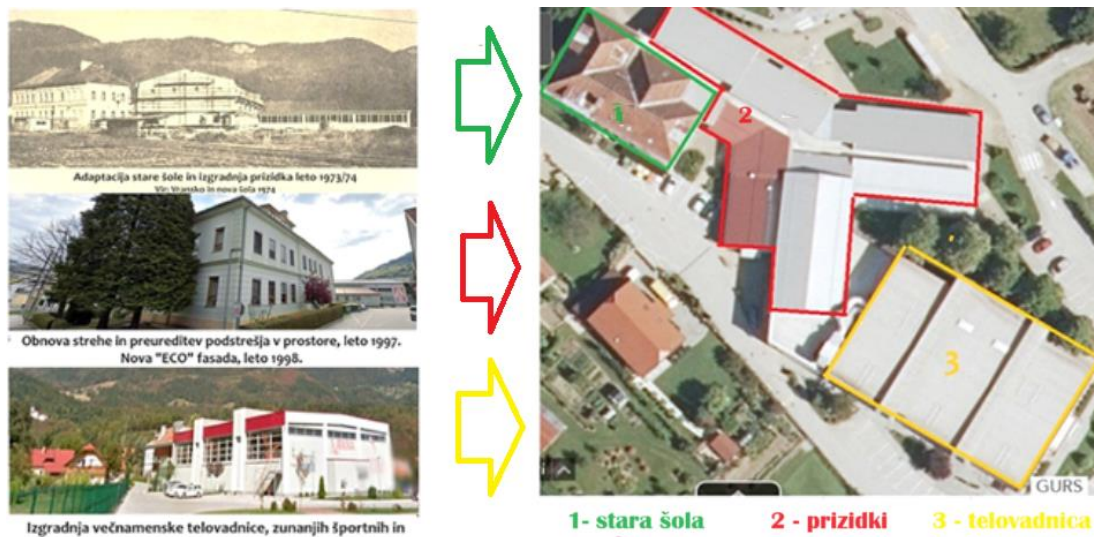 Adaptacija stare šole in izgradnja prizidka leto 1973/74
Vir: Vransko in nova šola 1974
Obnova strehe in preureditev podstrešja v prostore, leto 1997.
Nova "ECO" fasada, leto 1998.
Izgradnja večnamenske telovadnice, zunanjih športnih in
1
2
3
GURS
1- stara šola
2 - prizidki
3 - telovadnica